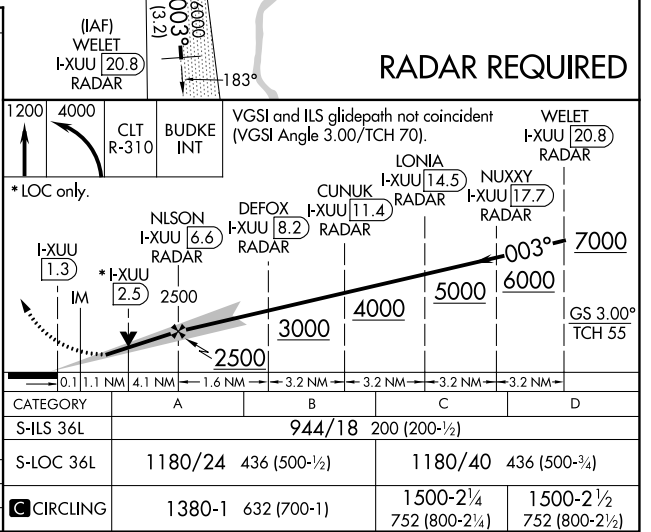 (IAF)
WELET
I-XUU 20.8
RADAR
6000
003°
(3.2)
183°
RADAR REQUIRED
1200
4000
CLT
R-310
BUDKE
INT
VGSI and ILS glidepath not coincident
(VGSI Angle 3.00/TCH 70).
WELET
I-XUU 20.8
RADAR
* LOC only.
LONIA
I-XUU 14.5
RADAR
NUXXY
I-XUU 17.7
RADAR
CUNUK
I-XUU 11.4
RADAR
DEFOX
I-XUU 8.2
RADAR
NLSON
I-XUU 6.6
RADAR
I-XUU
1.3
* I-XUU
2.5
IM
2500
003°
7000
6000
5000
4000
3000
2500
GS 3.00°
TCH 55
0.1 1.1 NM 4.1 NM 1.6 NM 3.2 NM 3.2 NM 3.2 NM 3.2 NM
CATEGORY A B C D
S-ILS 36L 944/18 200 (200-½)
S-LOC 36L 1180/24 436 (500-½) 1180/40 436 (500-¾)
C CIRCLING 1380-1 632 (700-1) 1500-2¼ 752 (800-2¼) 1500-2½ 752 (800-2½)